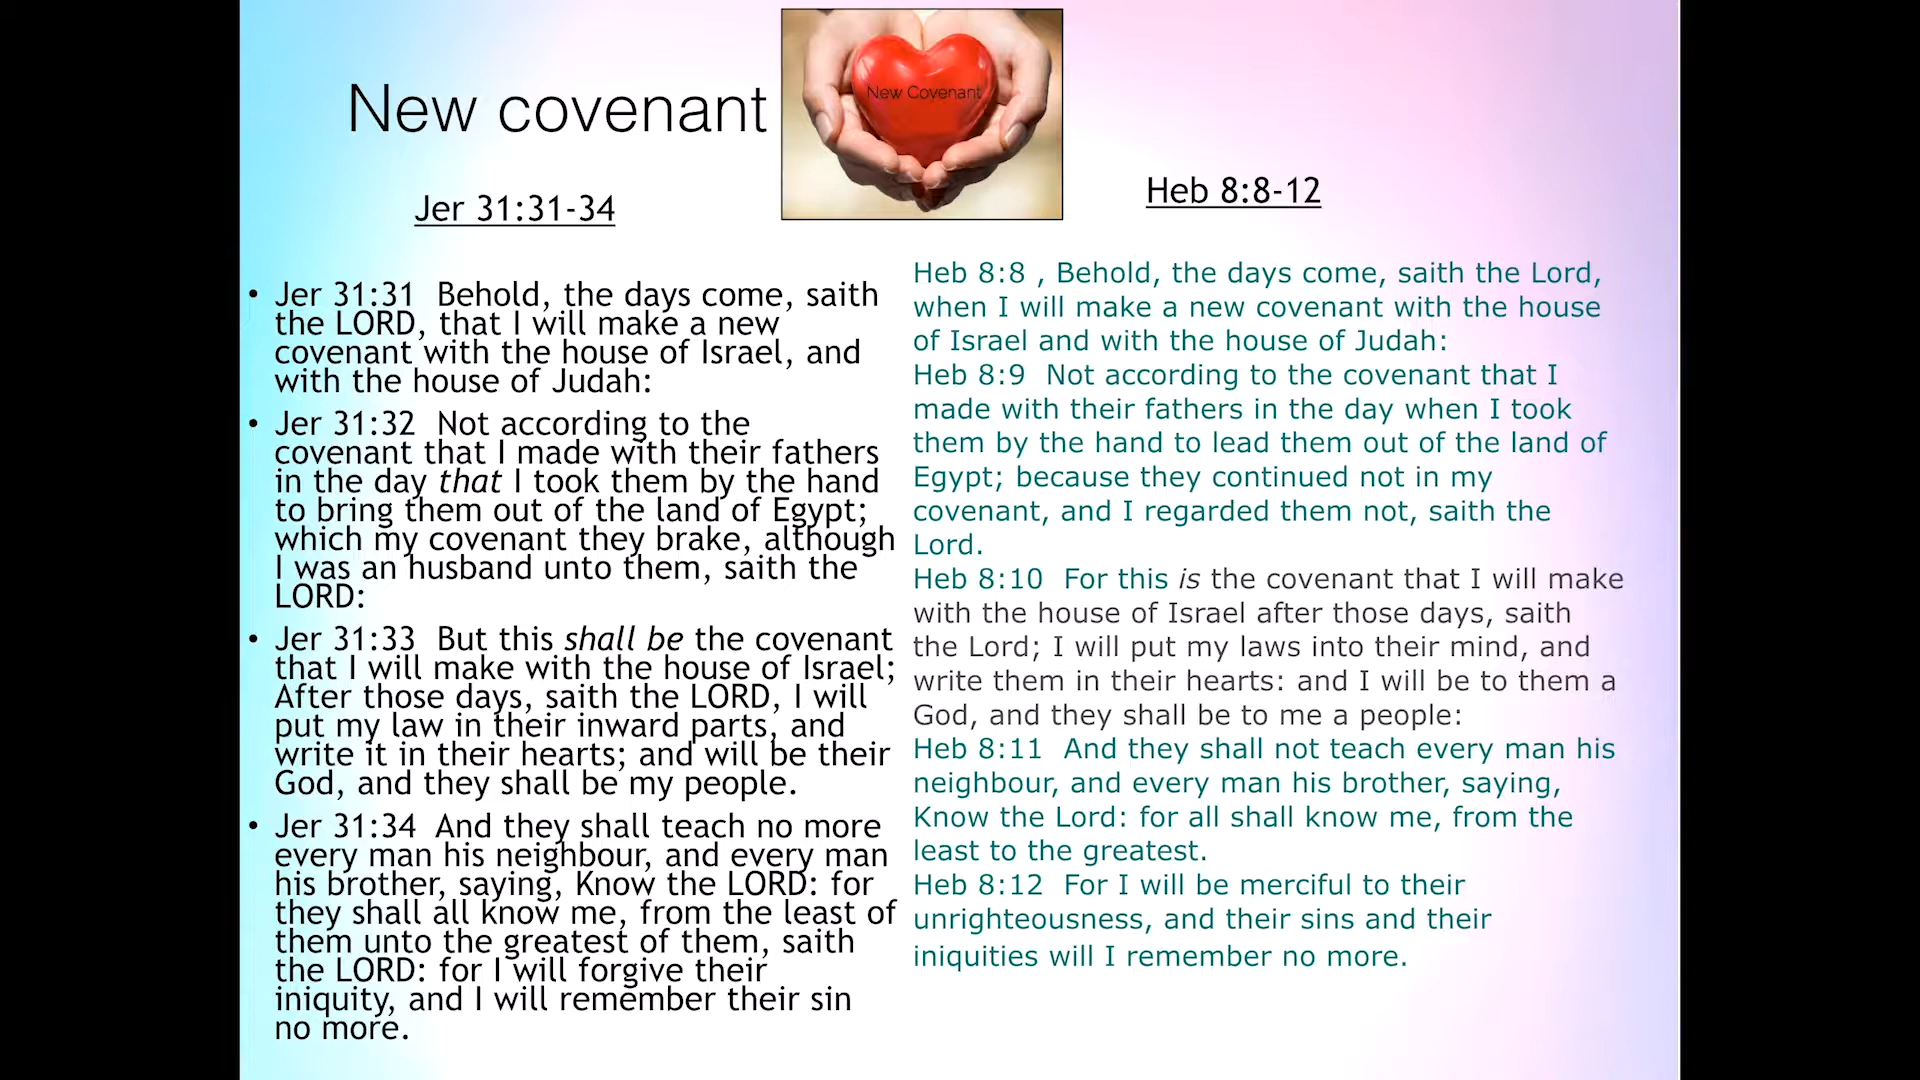 New covenant
New Covenant
Jer 31:31-34
• Jer 31:31 Behold, the days come, saith
the LORD, that I will make a new
covenant with the house of Israel, and
with the house of Judah:
• Jer 31:32 Not according to the
covenant that I made with their fathers
in the day that I took them by the hand
to bring them out of the land of Egypt;
which my covenant they brake, although
I was an husband unto them, saith the
LORD:
• Jer 31:33 But this shall be the covenant
that I will make with the house of Israel;
After those days, saith the LORD, I will
put my law in their inward parts, and
write it in their hearts; and will be their
God, and they shall be my people.
• Jer 31:34 And they shall teach no more
every man his neighbour, and every man
his brother, saying, Know the LORD: for
they shall all know me, from the least of
them unto the greatest of them, saith
the LORD: for I will forgive their
iniquity, and I will remember their sin
no more.
Heb 8:8-12
Heb 8:8 , Behold, the days come, saith the Lord,
when I will make a new covenant with the house
of Israel and with the house of Judah:
Heb 8:9 Not according to the covenant that I
made with their fathers in the day when I took
them by the hand to lead them out of the land of
Egypt; because they continued not in my
covenant, and I regarded them not, saith the
Lord.
Heb 8:10 For this is the covenant that I will make
with the house of Israel after those days, saith
the Lord; I will put my laws into their mind, and
write them in their hearts: and I will be to them a
God, and they shall be to me a people:
Heb 8:11 And they shall not teach every man his
neighbour, and every man his brother, saying,
Know the Lord: for all shall know me, from the
least to the greatest.
Heb 8:12 For I will be merciful to their
unrighteousness, and their sins and their
iniquities will I remember no more.